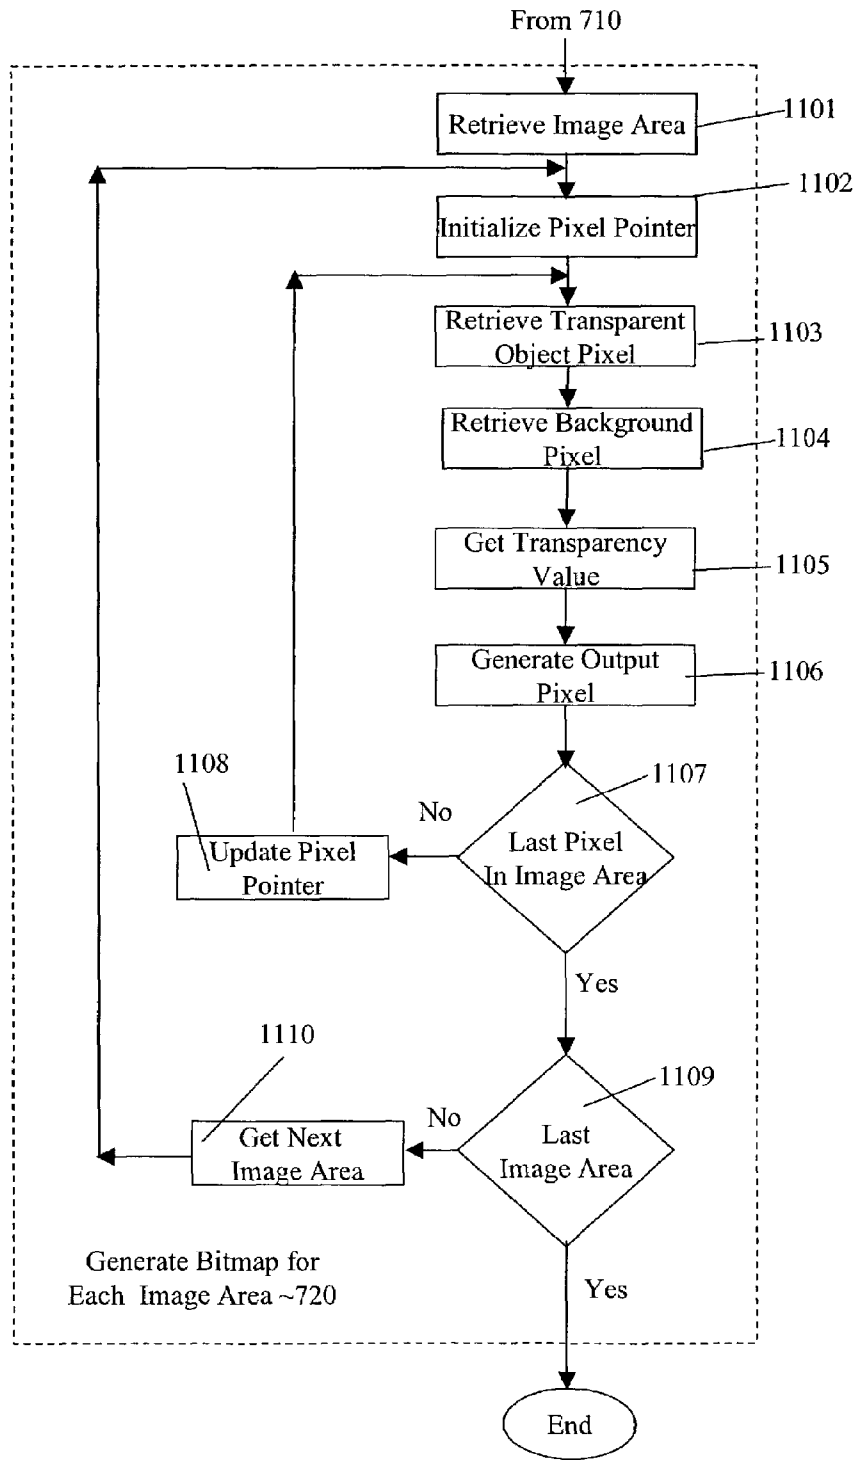 From 710
Retrieve Image Area
1101
1102
Initialize Pixel Pointer
Retrieve Transparent
Object Pixel
1103
Retrieve Background
Pixel
1104
Get Transparency
Value
1105
Generate Output
Pixel
1106
1107
1108
No
Last Pixel
In Image Area
Update Pixel
Pointer
Yes
1110
1109
No
Last
Image Area
Get Next
Image Area
Generate Bitmap for
Each Image Area ~720
Yes
End